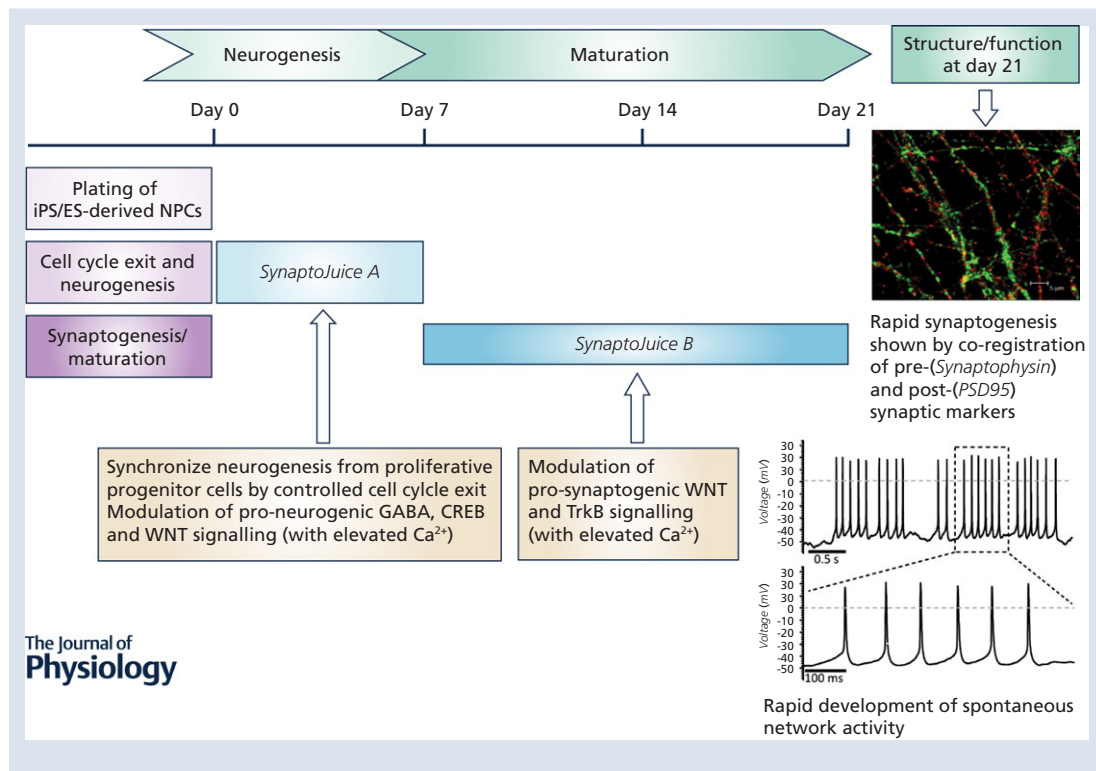 Neurogenesis
Maturation
Structure/function
at day 21
Day 0
Day 7
Day 14
Day 21
Plating of
iPS/ES-derived NPCs
Cell cycle exit and
neurogenesis
SynaptoJuice A
Synaptogenesis/
maturation
SynaptoJuice B
5 µm
Rapid synaptogenesis
shown by co-registration
of pre-(Synaptophysin)
and post-(PSD95)
synaptic markers
Synchronize neurogenesis from proliferative
progenitor cells by controlled cell cylcle exit
Modulation of pro-neurogenic GABA, CREB
and WNT signalling (with elevated Ca²⁺)
Modulation of
pro-synaptogenic WNT
and TrkB signalling
(with elevated Ca²⁺)
Voltage (mV)
30
30
30
0
-10
-20
-30
-40
-50
0.5 s
Voltage (mV)
30
30
0
-10
-20
-30
-40
-50
100 ms
Rapid development of spontaneous
network activity
The Journal of
Physiology